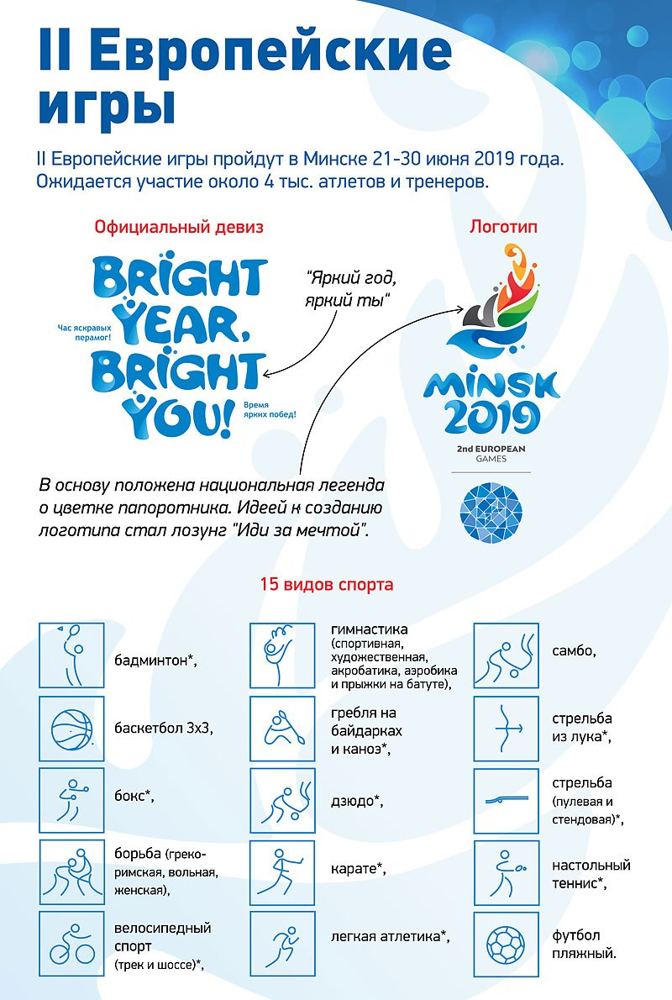 II Европейские
игры
II Европейские игры пройдут в Минске 21-30 июня 2019 года.
Ожидается участие около 4 тыс. атлетов и тренеров.
Официальный девиз
BRIGHT
YEAR,
BRIGHT
YOU!
Час яскравых
перамог!
Время
ярких побед!
"Яркий год,
яркий ты"
Логотип
MINSK
2019
2nd EUROPEAN
GAMES
В основу положена национальная легенда
о цветке папоротника. Идеей к созданию
логотипа стал лозунг "Иди за мечтой".
15 видов спорта
бадминтон*,
баскетбол 3х3,
бокс*,
борьба (греко-
римская, вольная,
женская),
велосипедный
спорт
(трек и шоссе)*,
гимнастика
(спортивная,
художественная,
акробатика, аэробика
и прыжки на батуте),
гребля на
байдарках
и каноэ*,
дзюдо*,
карате*,
легкая атлетика*,
самбо,
стрельба
из лука*,
стрельба
(пулевая и
стендовая)*,
настольный
теннис*,
футбол
пляжный.